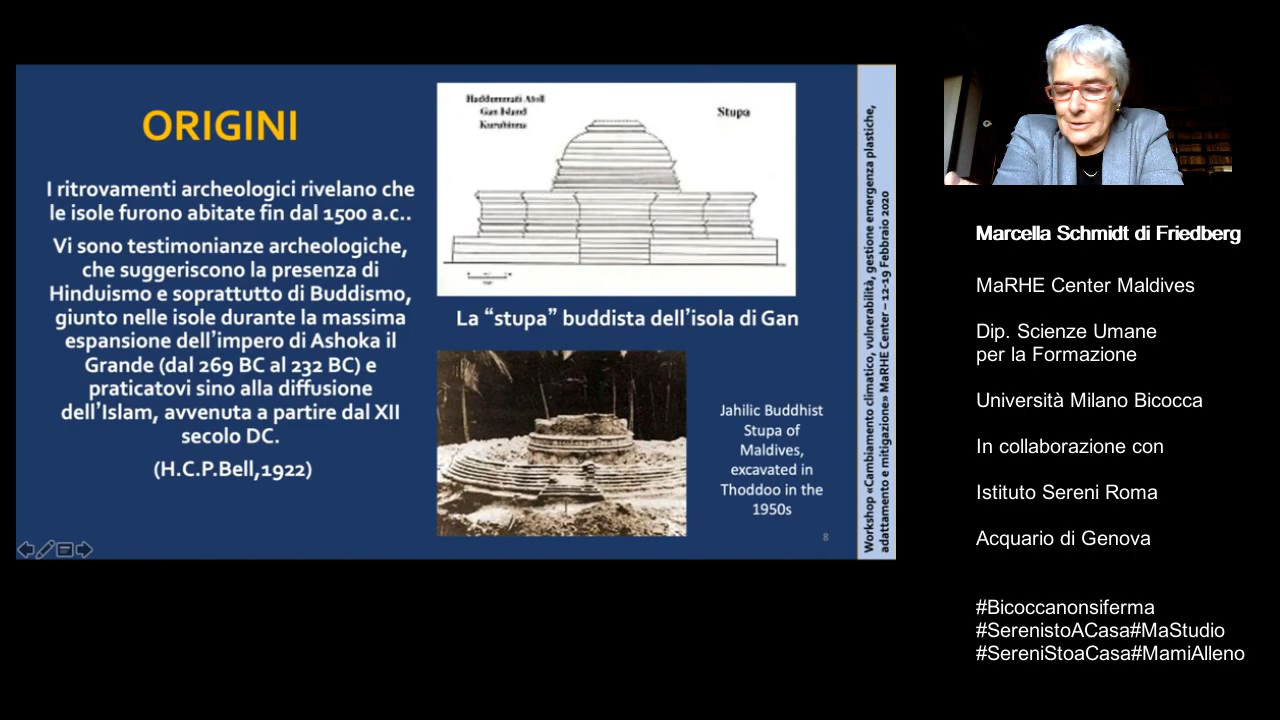 ORIGINI
I ritrovamenti archeologici rivelano che
le isole furono abitate fin dal 1500 a.c..
Vi sono testimonianze archeologiche,
che suggeriscono la presenza di
Hinduismo e soprattutto di Buddismo,
giunto nelle isole durante la massima
espansione dell'impero di Ashoka il
Grande (dal 269 BC al 232 BC) e
praticatovi sino alla diffusione
dell'Islam, avvenuta a partire dal XII
secolo DC.
(H.C.P.Bell,1922)
Haddummati Atoll
Gan Island
Kuruhinna
Stupa
La “stupa” buddista dell'isola di Gan
Jahilic Buddhist
Stupa of
Maldives,
excavated in
Thoddoo in the
1950s
8
Workshop «Cambiamento climatico, vulnerabilità, gestione emergenza plastiche,
adattamento e mitigazione» MaRHE Center – 12-19 Febbraio 2020
Marcella Schmidt di Friedberg
MaRHE Center Maldives
Dip. Scienze Umane
per la Formazione
Università Milano Bicocca
In collaborazione con
Istituto Sereni Roma
Acquario di Genova
#Bicoccanonsiferma
#SerenistoACasa#MaStudio
#SereniStoaCasa#MamiAlleno